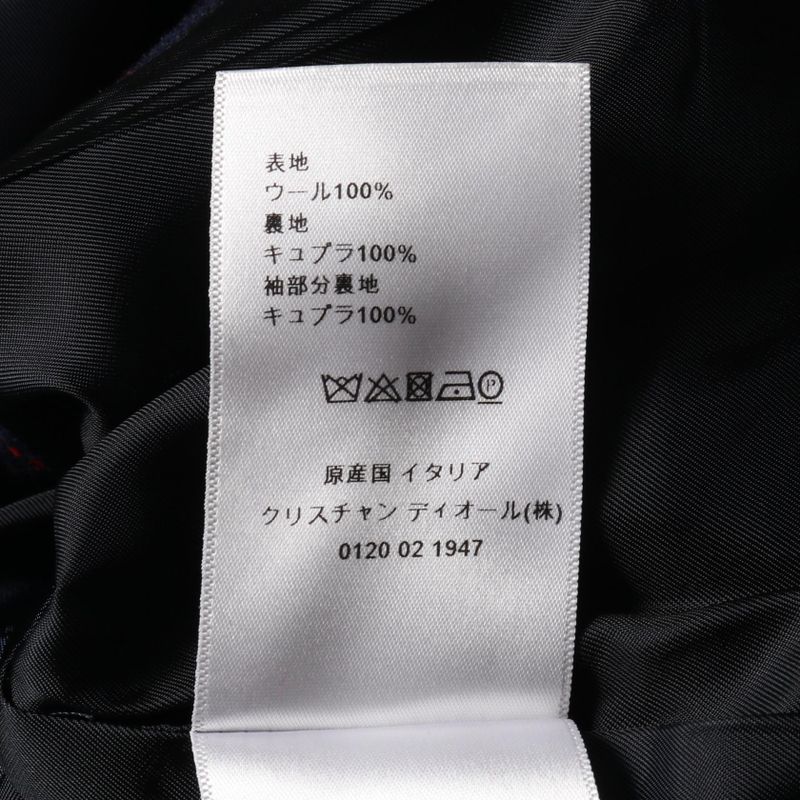 表地
ウール100%
裏地
キュプラ100%
袖部分裏地
キュプラ100%
P
原産国 イタリア
クリスチャン ディオール(株)
0120 02 1947